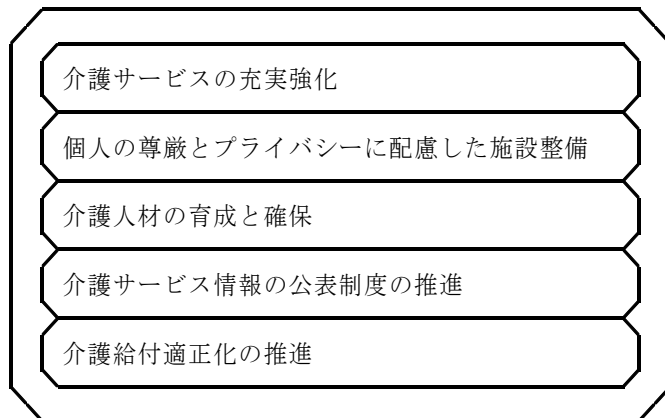 介護サービスの充実強化
個人の尊厳とプライバシーに配慮した施設整備
介護人材の育成と確保
介護サービス情報の公表制度の推進
介護給付適正化の推進